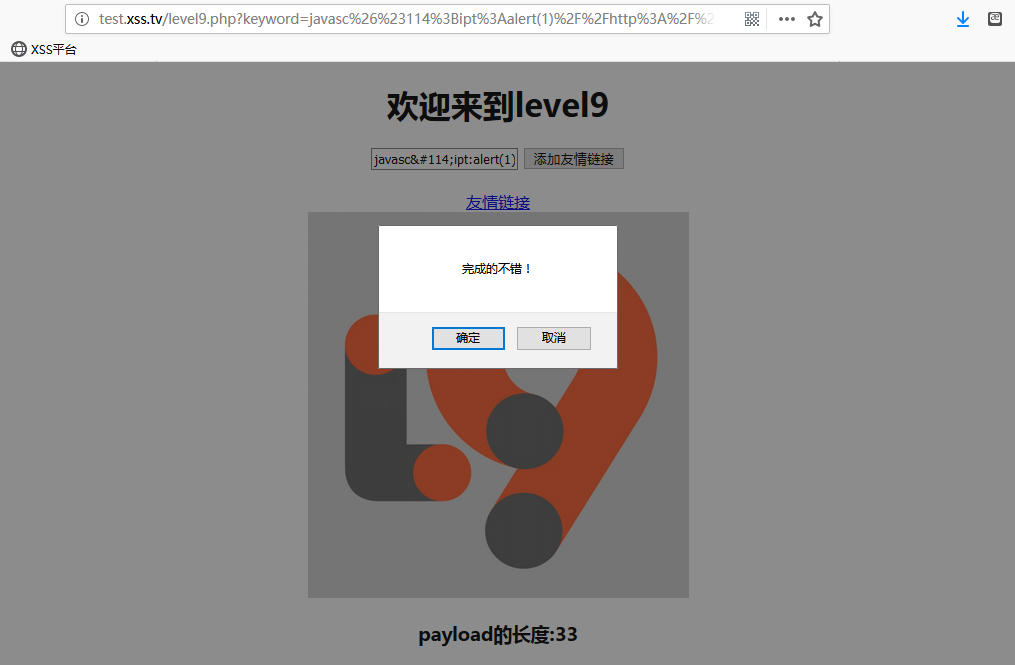 test.xss.tv/level9.php?keyword=javasc%26%23114%3Bipt%3Aalert(1)%2F%2Fhttp%3A%2F%2
XSS平台
欢迎来到level9
javasc&#114;ipt:alert(1) 添加友情链接
友情链接
完成的不错！
确定 取消
payload的长度:33